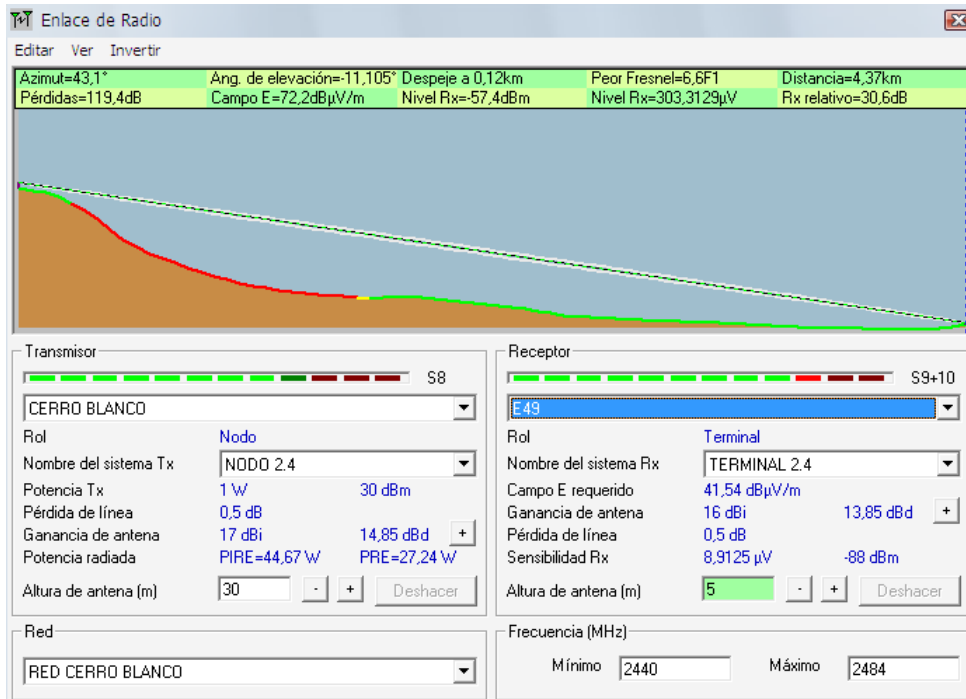 Enlace de Radio
Editar Ver Invertir
Azimut=43,1° Ang. de elevación=-11,105° Despeje a 0,12km Peor Fresnel=6,6F1 Distancia=4,37km
Pérdidas=119,4dB Campo E=72,2dBµV/m Nivel Rx=-57,4dBm Nivel Rx=303,3129µV Rx relativo=30,6dB
Transmisor
S8
CERRO BLANCO
Rol Nodo
Nombre del sistema Tx NODO 2.4
Potencia Tx 1 W 30 dBm
Pérdida de línea 0,5 dB
Ganancia de antena 17 dBi 14,85 dBd +
Potencia radiada PIRE=44,67 W PRE=27,24 W
Altura de antena (m) 30 - + Deshacer
Receptor
S9+10
E49
Rol Terminal
Nombre del sistema Rx TERMINAL 2.4
Campo E requerido 41,54 dBµV/m
Ganancia de antena 16 dBi 13,85 dBd +
Pérdida de línea 0,5 dB
Sensibilidad Rx 8,9125 µV -88 dBm
Altura de antena (m) 5 - + Deshacer
Red
RED CERRO BLANCO
Frecuencia (MHz)
Mínimo 2440 Máximo 2484